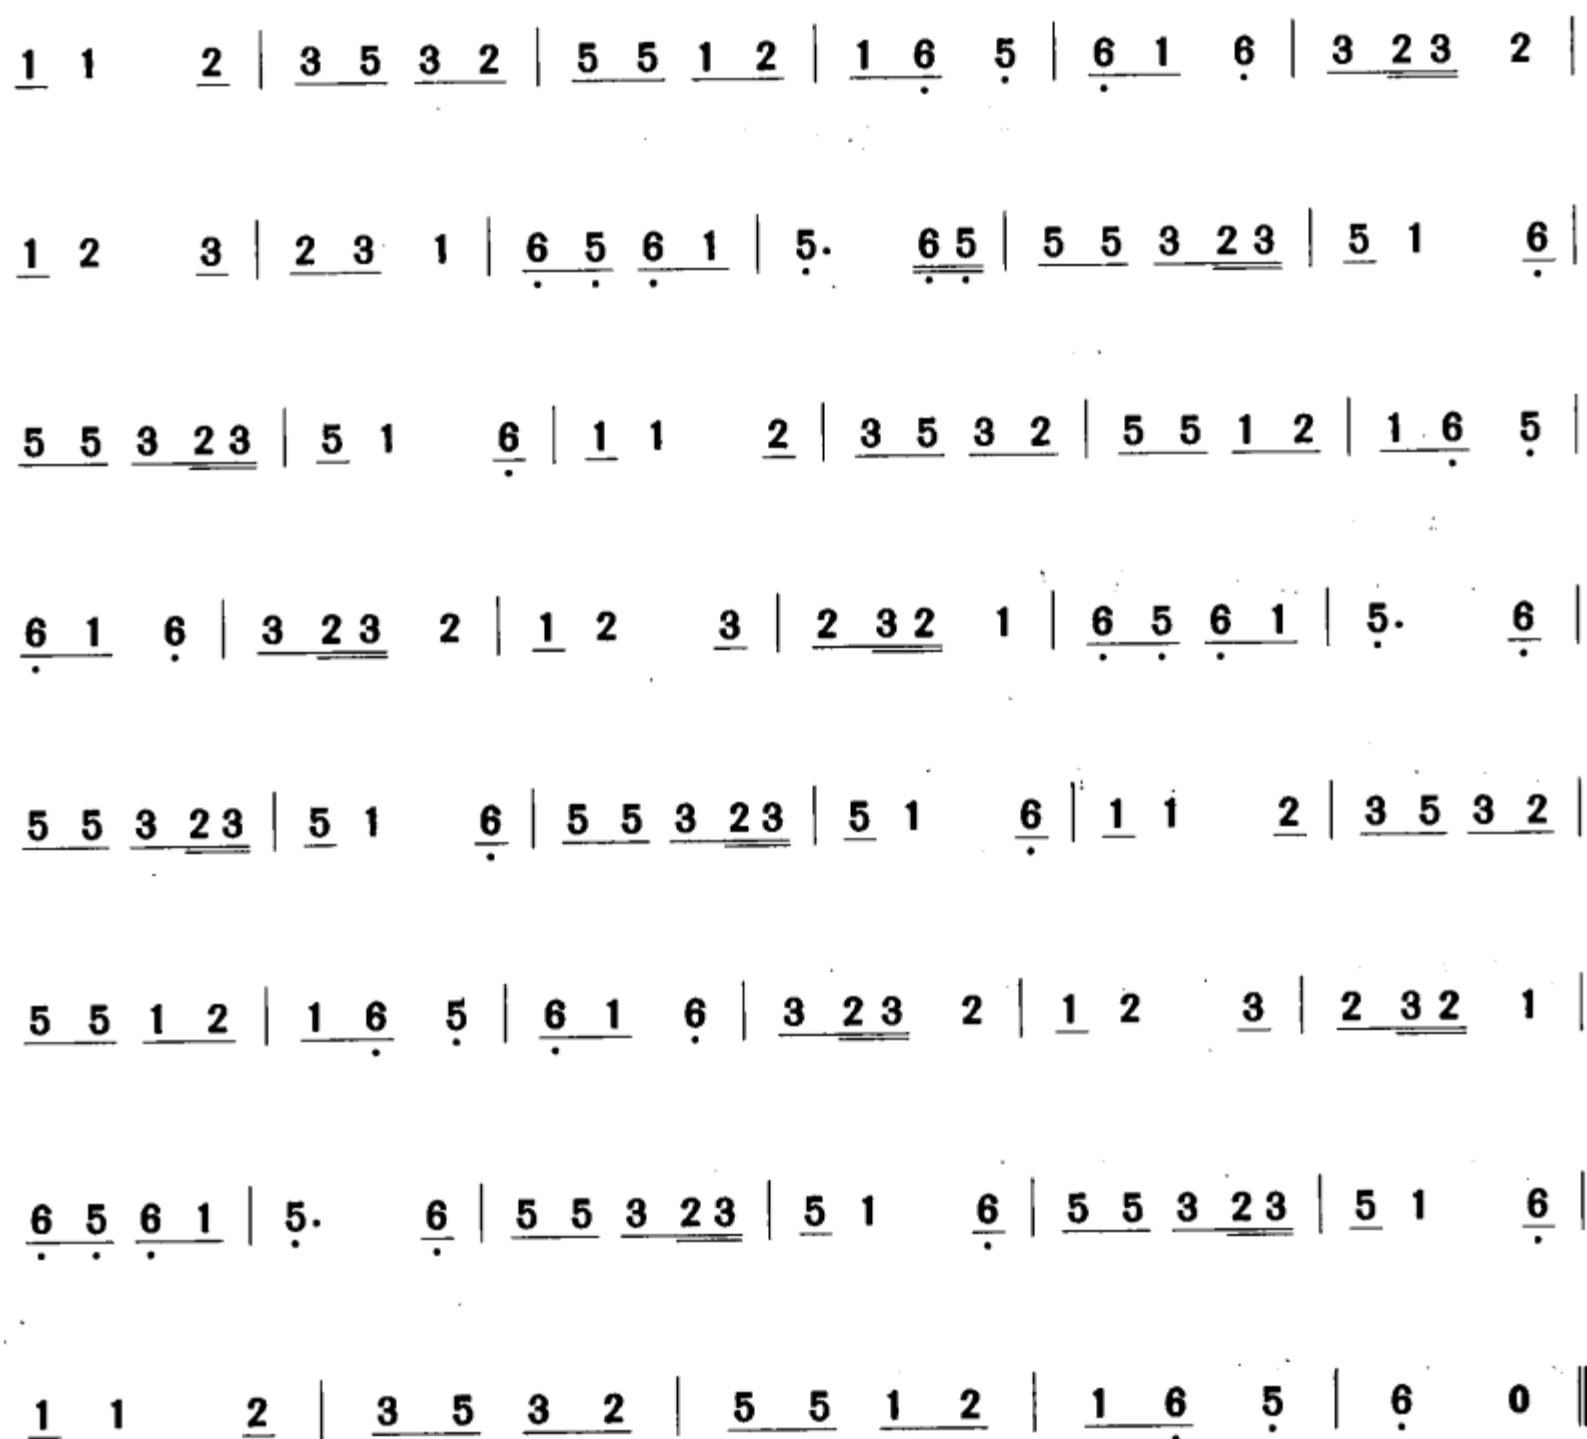 1 1 2 | 3 5 3 2 | 5 5 1 2 | 1 6̣ 5̣ | 6̣ 1 6̣ | 3 2 3 2 |
1 2 3 | 2 3 1 | 6̣ 5̣ 6̣ 1 | 5̣. 6̣ 5̣ | 5 5 3 2 3 | 5 1 6̣ |
5 5 3 2 3 | 5 1 6̣ | 1 1 2 | 3 5 3 2 | 5 5 1 2 | 1 6̣ 5̣ |
6̣ 1 6̣ | 3 2 3 2 | 1 2 3 | 2 3 2 1 | 6̣ 5̣ 6̣ 1 | 5̣. 6̣ |
5 5 3 2 3 | 5 1 6̣ | 5 5 3 2 3 | 5 1 6̣ | 1 1 2 | 3 5 3 2 |
5 5 1 2 | 1 6̣ 5̣ | 6̣ 1 6̣ | 3 2 3 2 | 1 2 3 | 2 3 2 1 |
6̣ 5̣ 6̣ 1 | 5̣. 6̣ | 5 5 3 2 3 | 5 1 6̣ | 5 5 3 2 3 | 5 1 6̣ |
1 1 2 | 3 5 3 2 | 5 5 1 2 | 1 6̣ 5̣ | 6̣ 0 ‖